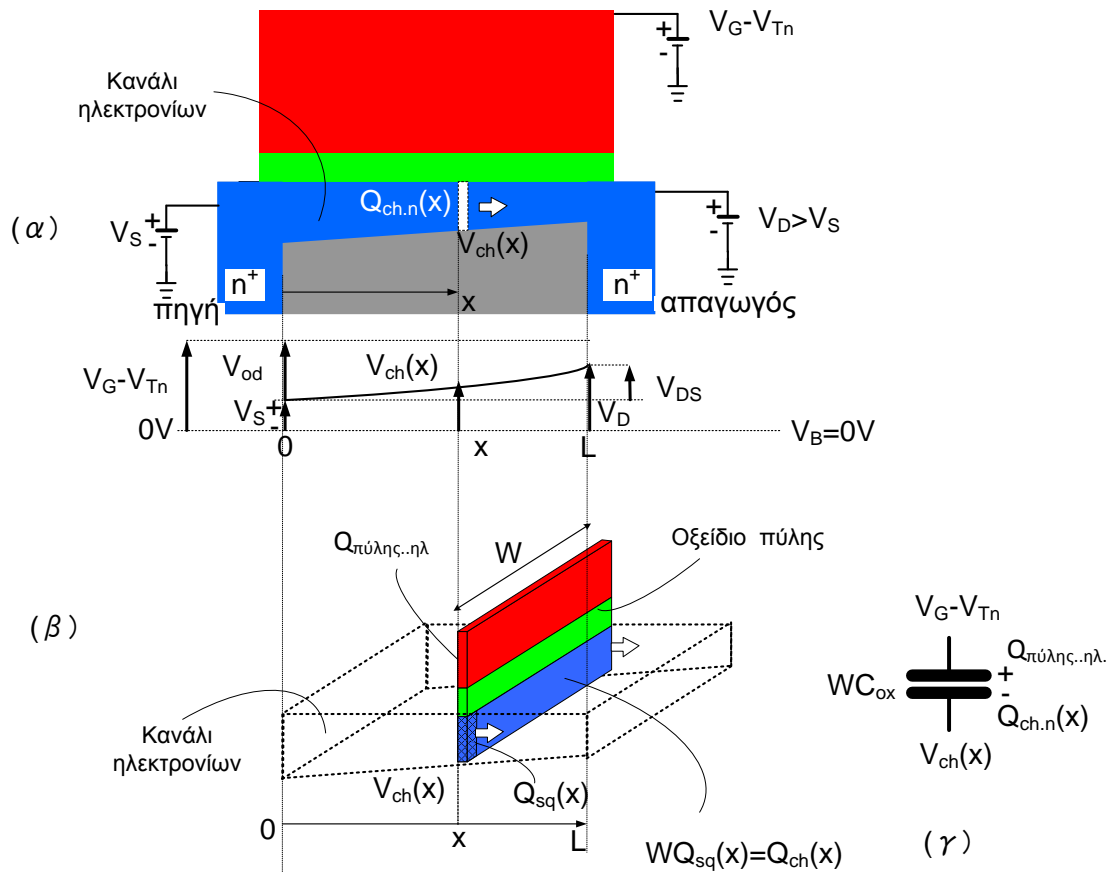 V_G-V_Tn
+
-
Κανάλι
ηλεκτρονίων
Q_ch.n(x)
(α)
V_S
+
-
V_ch(x)
+
-
V_D>V_S
n⁺
n⁺
πηγή
x
απαγωγός
V_G-V_Tn
V_od
V_ch(x)
V_DS
V_S
+
-
V_D
0V
V_B=0V
0
x
L
Q_πύλης..ηλ
W
Οξείδιο πύλης
(β)
V_G-V_Tn
Q_πύλης..ηλ.
+
WC_ox
-
Q_ch.n(x)
Κανάλι
ηλεκτρονίων
V_ch(x)
V_ch(x)
Q_sq(x)
0
x
L
WQ_sq(x)=Q_ch(x)
(γ)